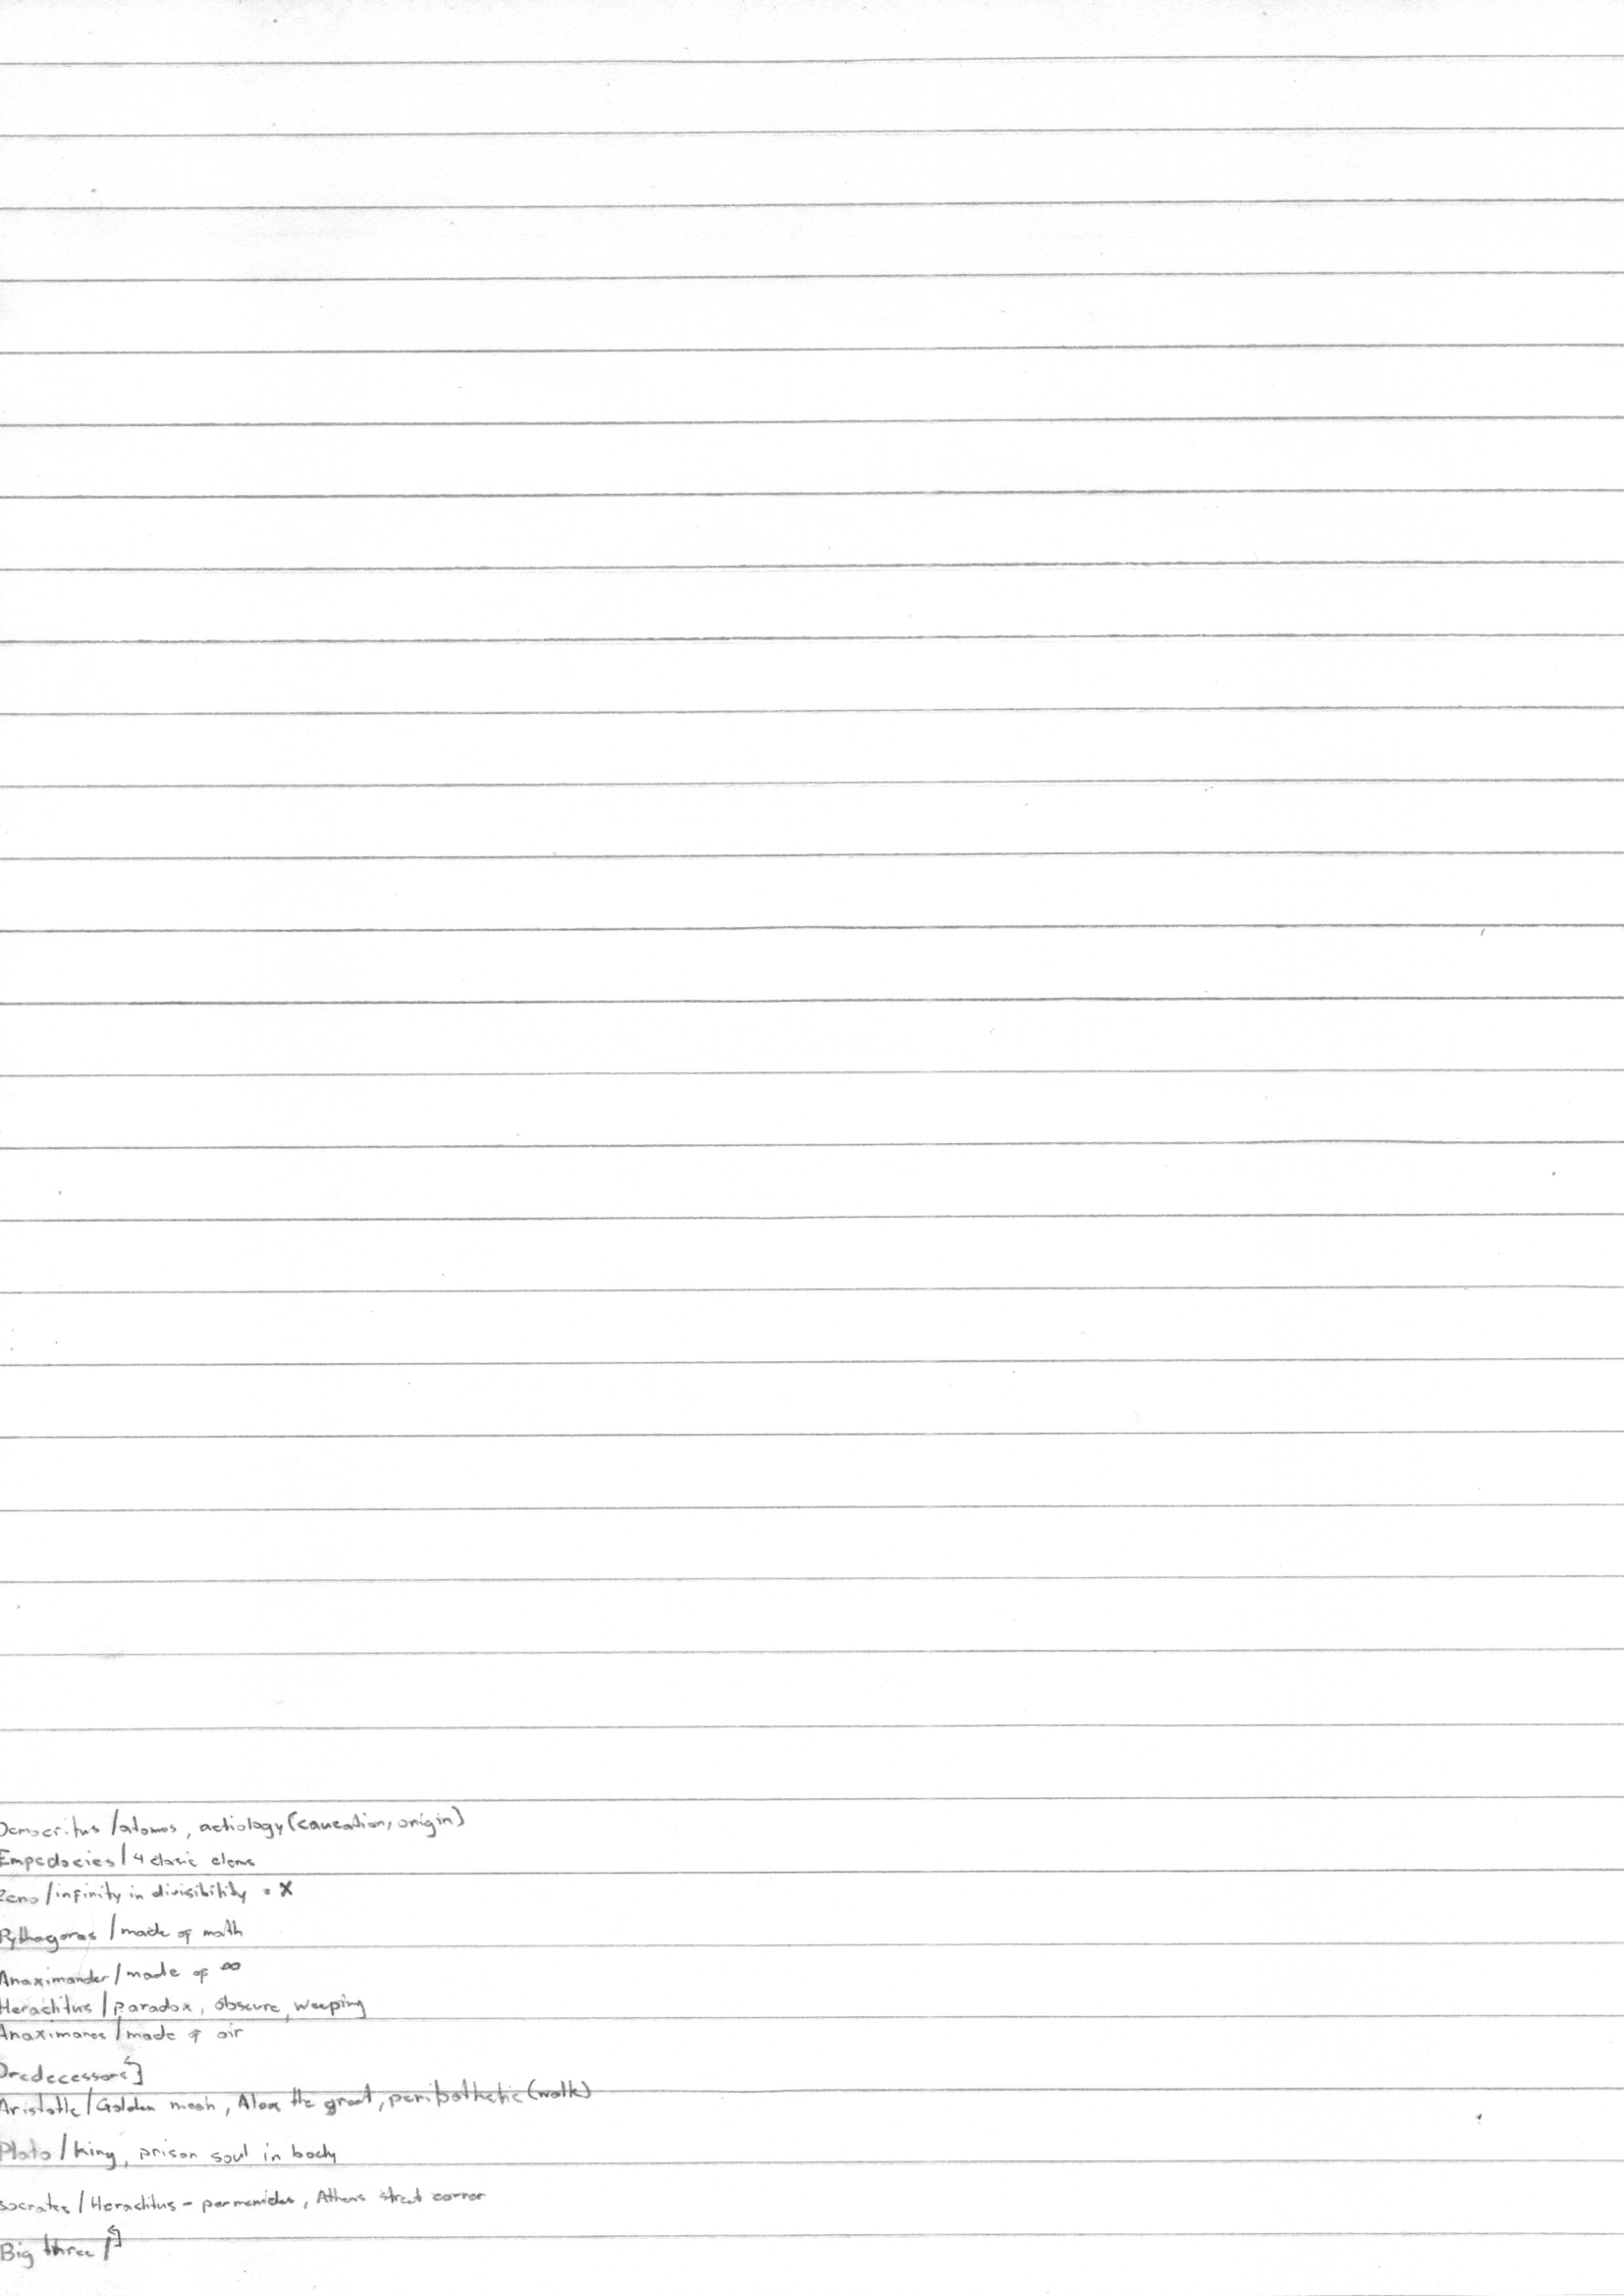 Democritus / atomos, aetiology (causation, origin)
Empedocies / 4 clasic elems
Zeno / infinity in divisibility = X
Pythagoras / made of math
Anaximander / made of ∞
Heraclitus / paradox, obscure, weeping
Anaximanes / made of air
Predecessors
Aristotle / Golden mean, Alex the great, peribathetic (walk)
Plato / king, prison soul in body
Socrates / Heraclitus - parmenides, Athens street corner
Big three /